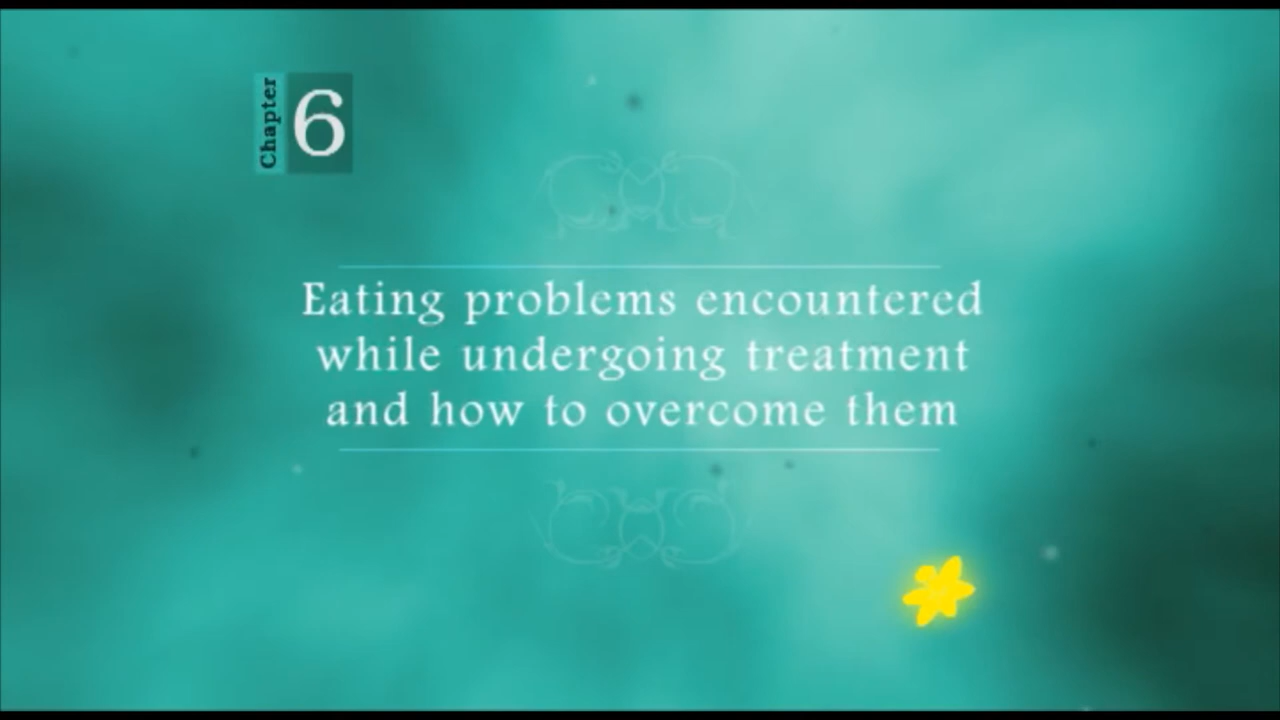 Chapter
6
Eating problems encountered
while undergoing treatment
and how to overcome them